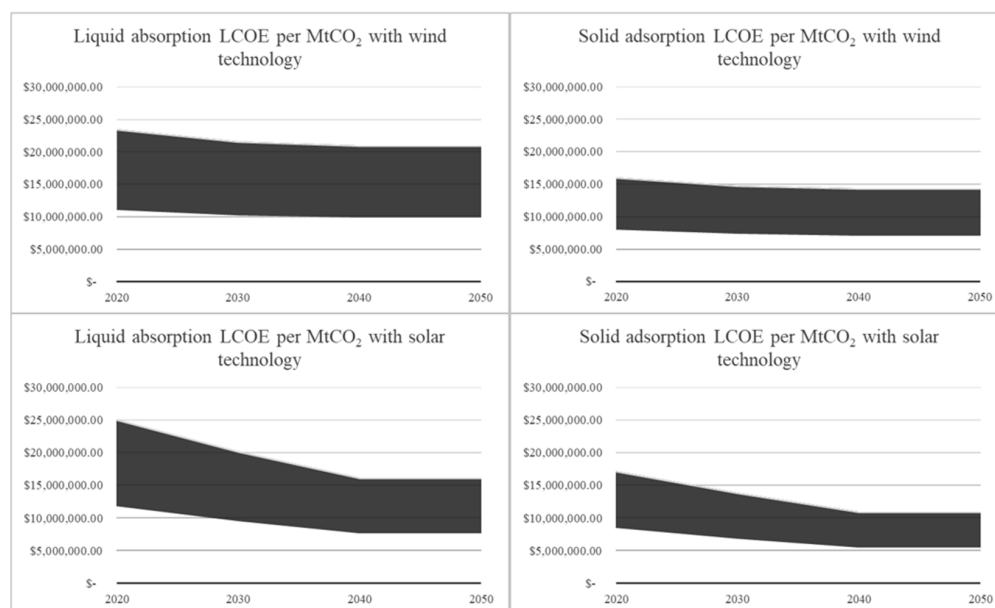 Liquid absorption LCOE per MtCO₂ with wind
technology
$30,000,000.00
$25,000,000.00
$20,000,000.00
$15,000,000.00
$10,000,000.00
$5,000,000.00
$-
2020 2030 2040 2050
Solid adsorption LCOE per MtCO₂ with wind
technology
$30,000,000.00
$25,000,000.00
$20,000,000.00
$15,000,000.00
$10,000,000.00
$5,000,000.00
$-
2020 2030 2040 2050
Liquid absorption LCOE per MtCO₂ with solar
technology
$30,000,000.00
$25,000,000.00
$20,000,000.00
$15,000,000.00
$10,000,000.00
$5,000,000.00
$-
2020 2030 2040 2050
Solid adsorption LCOE per MtCO₂ with solar
technology
$30,000,000.00
$25,000,000.00
$20,000,000.00
$15,000,000.00
$10,000,000.00
$5,000,000.00
$-
2020 2030 2040 2050